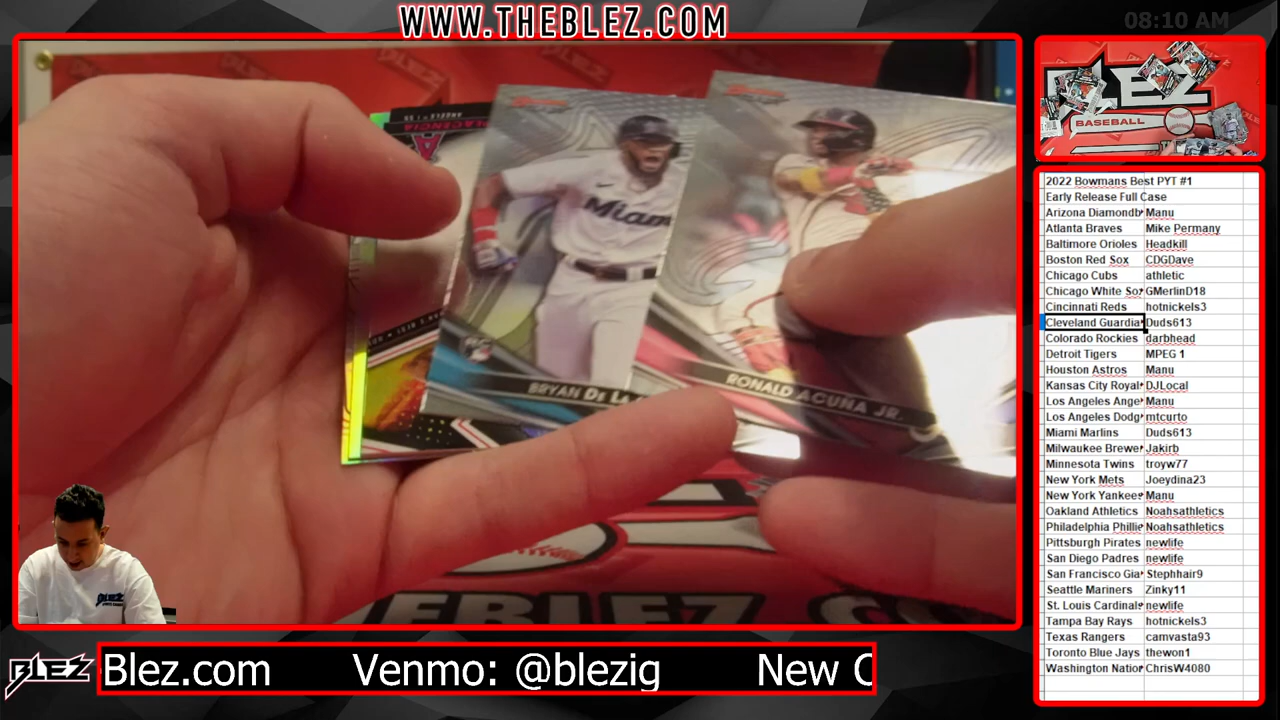 WWW.THEBLEZ.COM
08:10 AM
PLACENCIA
Miam
BRYAN DE LA
RONALD ACUÑA JR.
BLEZ
BASEBALL
2022 Bowmans Best PYT #1
Early Release Full Case
Arizona Diamondb Manu
Atlanta Braves Mike Permany
Baltimore Orioles Headkill
Boston Red Sox CDGDave
Chicago Cubs athletic
Chicago White Sox GMerlinD18
Cincinnati Reds hotnickels3
Cleveland Guardia Duds613
Colorado Rockies darbhead
Detroit Tigers MPEG 1
Houston Astros Manu
Kansas City Royal DJLocal
Los Angeles Ange Manu
Los Angeles Dodg mtcurto
Miami Marlins Duds613
Milwaukee Brewe Jakirb
Minnesota Twins troyw77
New York Mets Joeydina23
New York Yankees Manu
Oakland Athletics Noahsathletics
Philadelphia Phillie Noahsathletics
Pittsburgh Pirates newlife
San Diego Padres newlife
San Francisco Gia Stephhair9
Seattle Mariners Zinky11
St. Louis Cardinals newlife
Tampa Bay Rays hotnickels3
Texas Rangers camvasta93
Toronto Blue Jays thewon1
Washington Nation ChrisW4080
BLEZ
BLEZ
Blez.com Venmo: @blezig New C